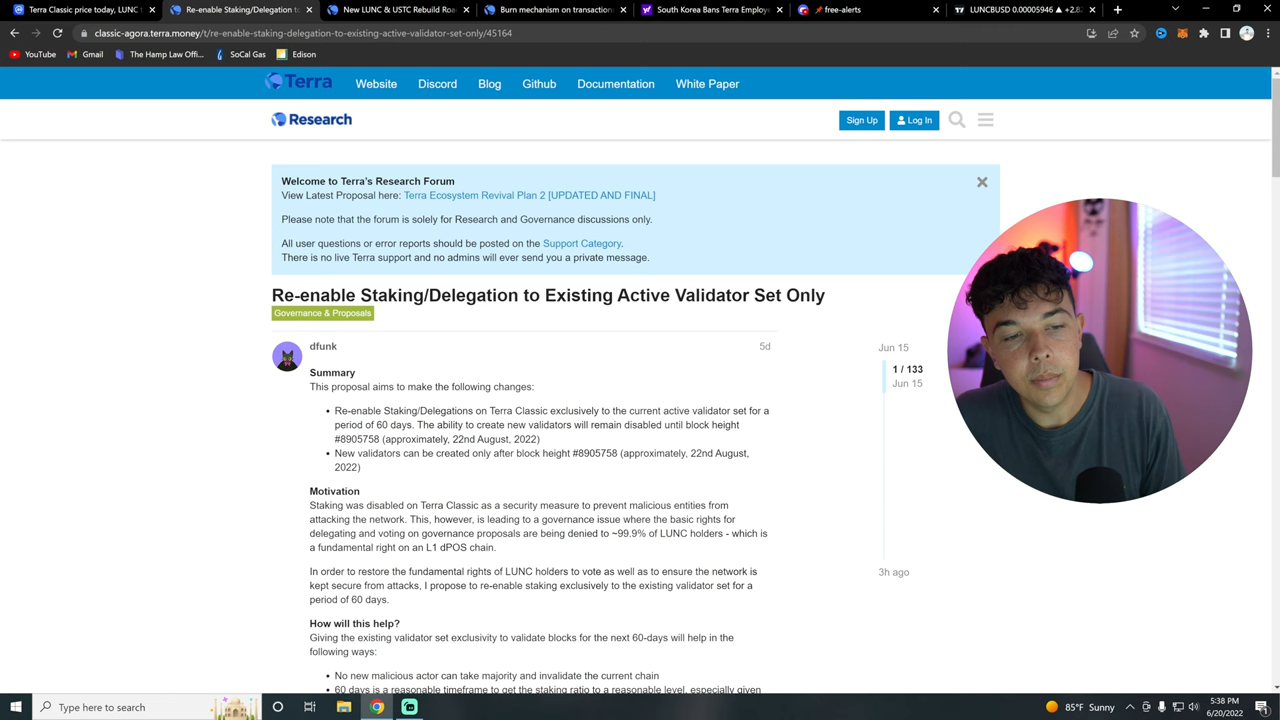 Terra Classic price today, LUNC t
Re-enable Staking/Delegation to
New LUNC & USTC Rebuild Roa
Burn mechanism on transaction
South Korea Bans Terra Employe
free-alerts
LUNCBUSD 0.00005946 ▲ +2.8
classic-agora.terra.money/t/re-enable-staking-delegation-to-existing-active-validator-set-only/45164
YouTube
Gmail
The Hamp Law Offi...
SoCal Gas
Edison
Terra
Website
Discord
Blog
Github
Documentation
White Paper
Research
Sign Up
Log In
Welcome to Terra's Research Forum
View Latest Proposal here: Terra Ecosystem Revival Plan 2 [UPDATED AND FINAL]
Please note that the forum is solely for Research and Governance discussions only.
All user questions or error reports should be posted on the Support Category.
There is no live Terra support and no admins will ever send you a private message.
Re-enable Staking/Delegation to Existing Active Validator Set Only
Governance & Proposals
dfunk
5d
Summary
This proposal aims to make the following changes:
• Re-enable Staking/Delegations on Terra Classic exclusively to the current active validator set for a
period of 60 days. The ability to create new validators will remain disabled until block height
#8905758 (approximately, 22nd August, 2022)
• New validators can be created only after block height #8905758 (approximately, 22nd August,
2022)
Motivation
Staking was disabled on Terra Classic as a security measure to prevent malicious entities from
attacking the network. This, however, is leading to a governance issue where the basic rights for
delegating and voting on governance proposals are being denied to ~99.9% of LUNC holders - which is
a fundamental right on an L1 dPOS chain.
In order to restore the fundamental rights of LUNC holders to vote as well as to ensure the network is
kept secure from attacks, I propose to re-enable staking exclusively to the existing validator set for a
period of 60 days.
How will this help?
Giving the existing validator set exclusivity to validate blocks for the next 60-days will help in the
following ways:
• No new malicious actor can take majority and invalidate the current chain
• 60 days is a reasonable timeframe to get the staking ratio to a reasonable level, especially given
Jun 15
1 / 133
Jun 15
3h ago
Type here to search
85°F Sunny
5:38 PM
6/20/2022